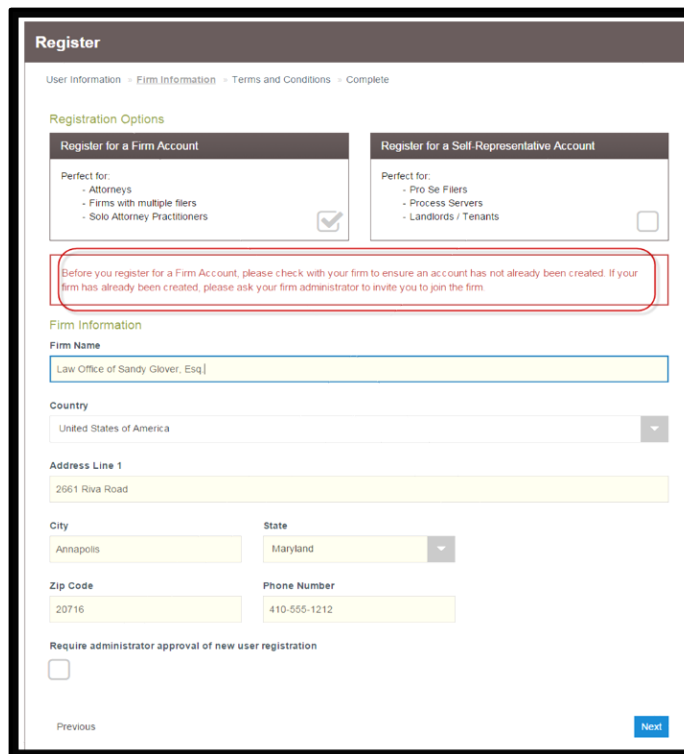 Register
User Information » Firm Information » Terms and Conditions » Complete
Registration Options
Register for a Firm Account
Perfect for:
- Attorneys
- Firms with multiple filers
- Solo Attorney Practitioners
Register for a Self-Representative Account
Perfect for:
- Pro Se Filers
- Process Servers
- Landlords / Tenants
Before you register for a Firm Account, please check with your firm to ensure an account has not already been created. If your
firm has already been created, please ask your firm administrator to invite you to join the firm.
Firm Information
Firm Name
Law Office of Sandy Glover, Esq.
Country
United States of America
Address Line 1
2661 Riva Road
City State
Annapolis Maryland
Zip Code Phone Number
20716 410-555-1212
Require administrator approval of new user registration
Previous Next